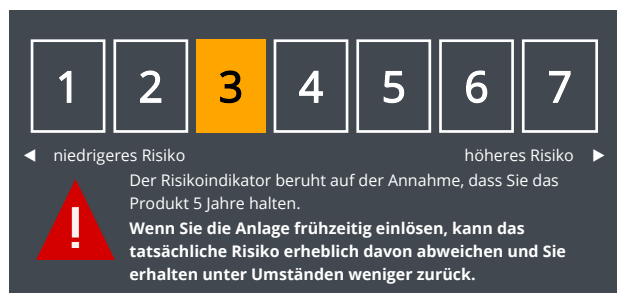 1 2 3 4 5 6 7
◄ niedrigeres Risiko höheres Risiko ►
Der Risikoindikator beruht auf der Annahme, dass Sie das
Produkt 5 Jahre halten.
Wenn Sie die Anlage frühzeitig einlösen, kann das
tatsächliche Risiko erheblich davon abweichen und Sie
erhalten unter Umständen weniger zurück.
!